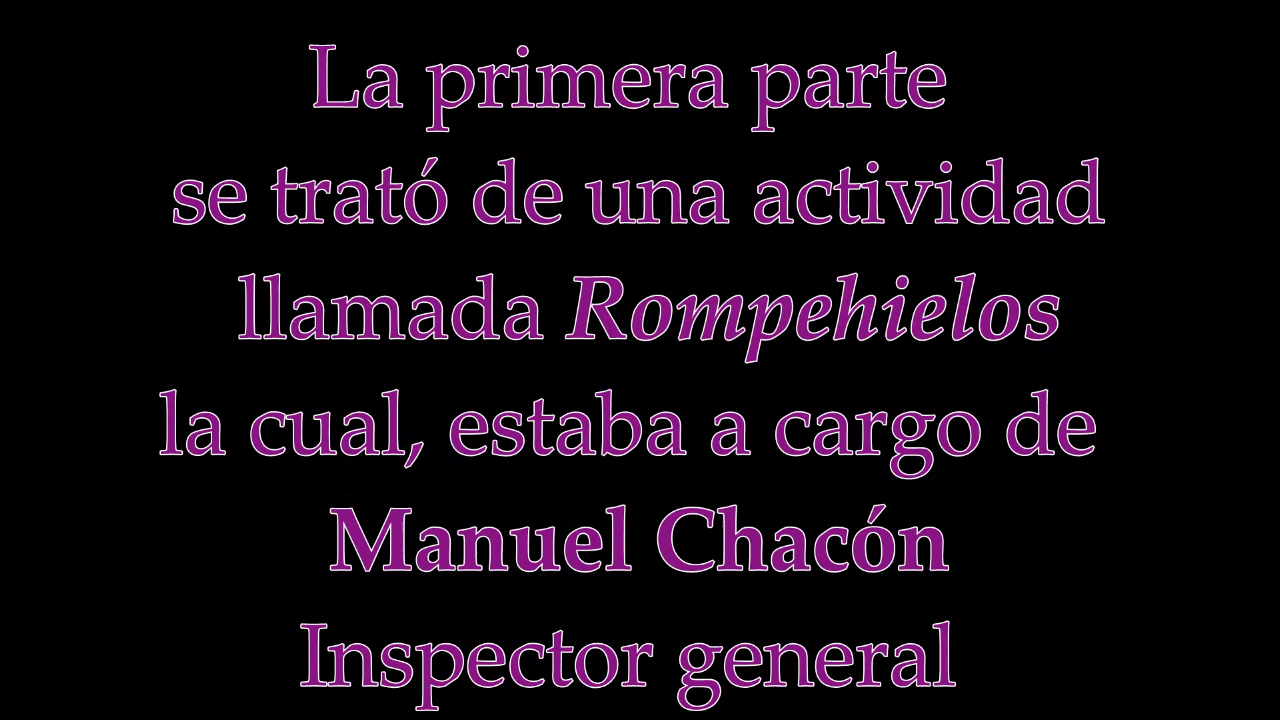 La primera parte
se trató de una actividad
llamada Rompehielos
la cual, estaba a cargo de
Manuel Chacón
Inspector general